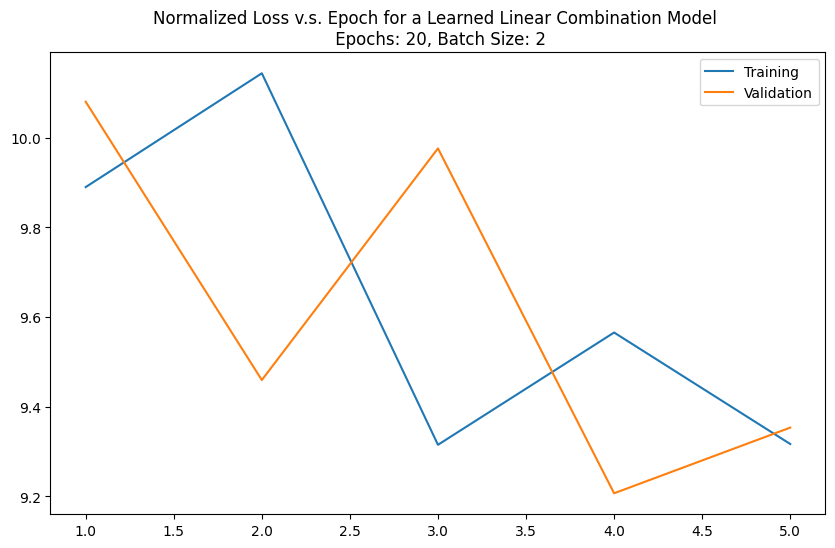 Normalized Loss v.s. Epoch for a Learned Linear Combination Model
Epochs: 20, Batch Size: 2
Training
Validation
10.0
9.8
9.6
9.4
9.2
1.0 1.5 2.0 2.5 3.0 3.5 4.0 4.5 5.0